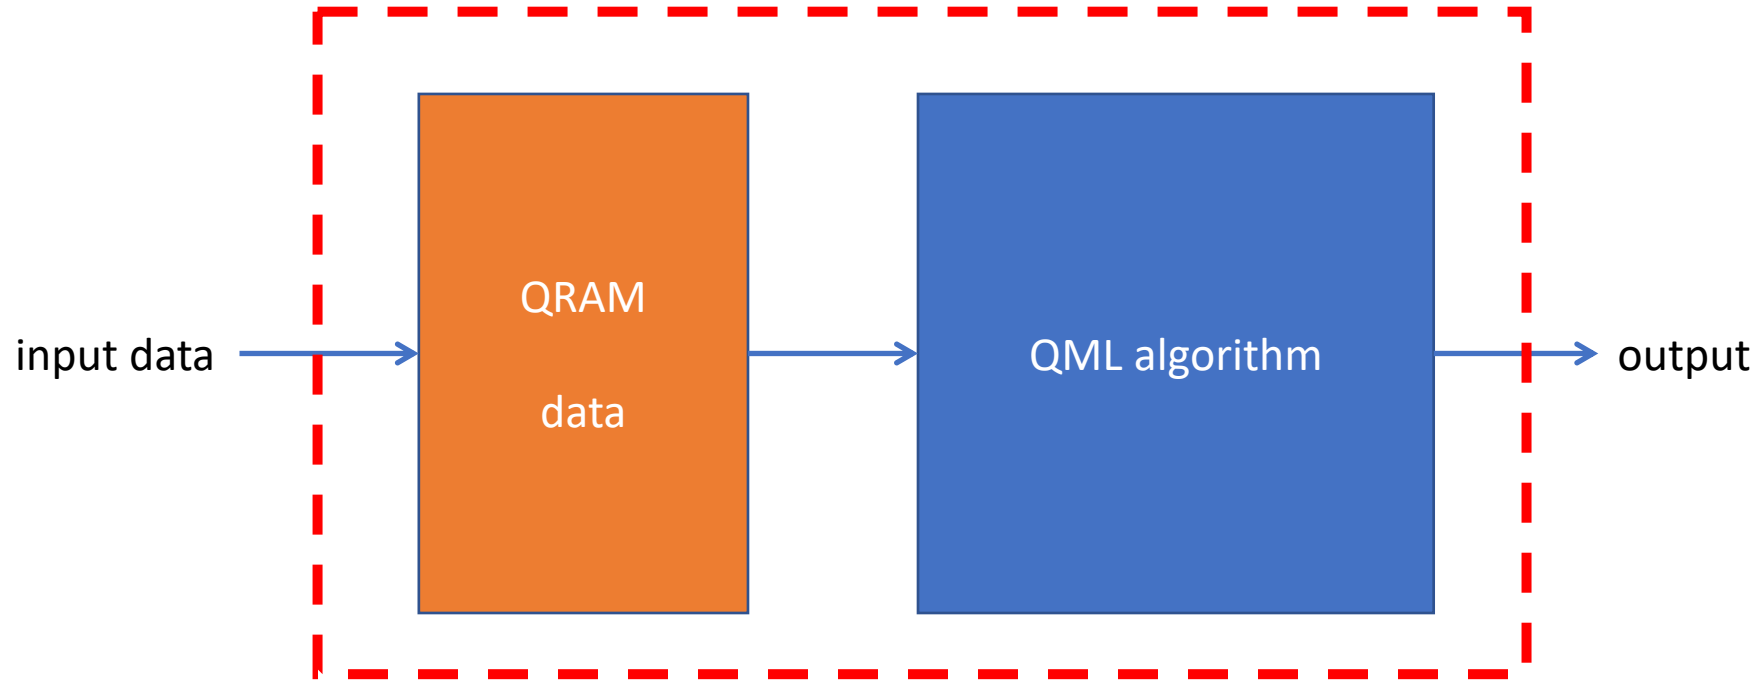 input data
QRAM
data
QML algorithm
output